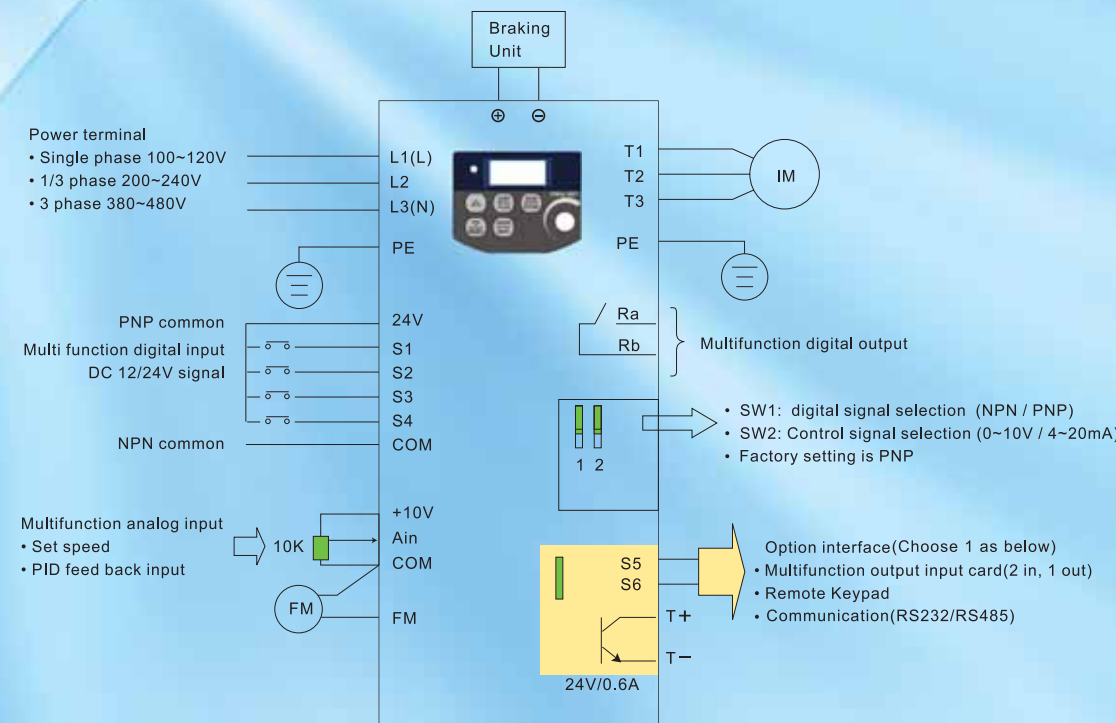 Braking
Unit
⊕ ⊖
Power terminal
• Single phase 100~120V
• 1/3 phase 200~240V
• 3 phase 380~480V
L1(L)
L2
L3(N)
PE
T1
T2
T3
IM
PE
PNP common
Multi function digital input
DC 12/24V signal
NPN common
24V
S1
S2
S3
S4
COM
Ra
Rb
Multifunction digital output
1 2
• SW1: digital signal selection (NPN / PNP)
• SW2: Control signal selection (0~10V / 4~20mA)
• Factory setting is PNP
Multifunction analog input
• Set speed
• PID feed back input
10K
+10V
Ain
COM
FM
FM
S5
S6
T+
T−
24V/0.6A
Option interface(Choose 1 as below)
• Multifunction output input card(2 in, 1 out)
• Remote Keypad
• Communication(RS232/RS485)